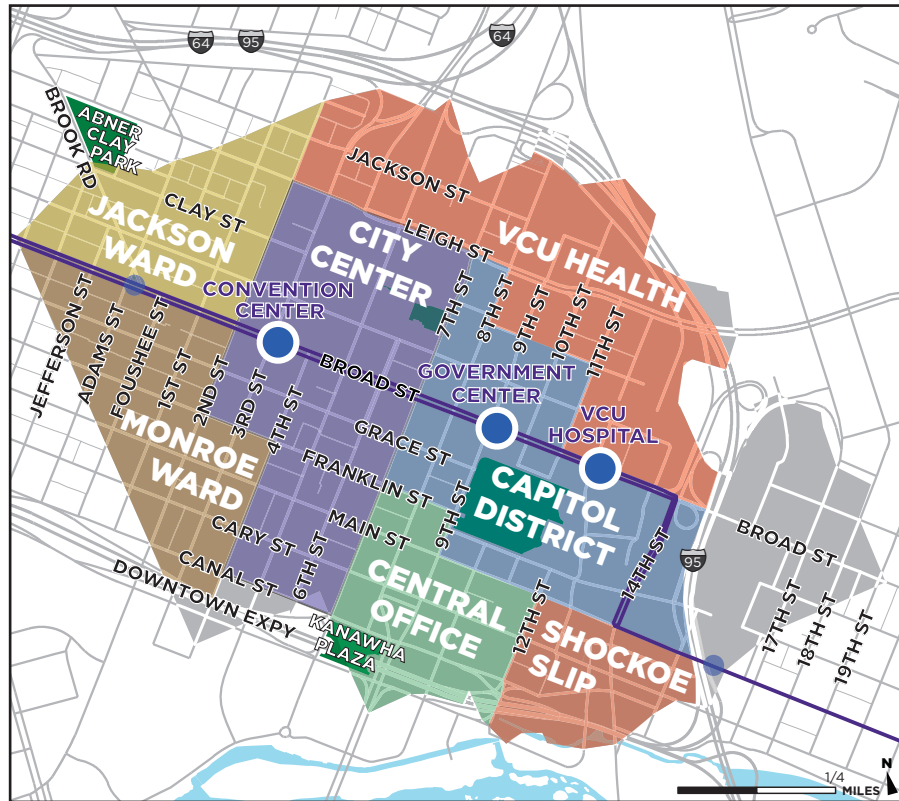 64
95
64
BROOK RD
ABNER
CLAY
PARK
JACKSON ST
CLAY ST
JACKSON
WARD
LEIGH ST
VCU HEALTH
CITY
CENTER
CONVENTION
CENTER
7TH ST
8TH ST
9TH ST
10TH ST
11TH ST
JEFFERSON ST
ADAMS ST
FOUSHEE ST
1ST ST
2ND ST
3RD ST
4TH ST
BROAD ST
GOVERNMENT
CENTER
VCU
HOSPITAL
MONROE
WARD
GRACE ST
FRANKLIN ST
MAIN ST
9TH ST
CAPITOL
DISTRICT
CARY ST
CANAL ST
6TH ST
DOWNTOWN EXPY
CENTRAL
OFFICE
KANAWHA
PLAZA
12TH ST
14TH ST
SHOCKOE
SLIP
95
BROAD ST
17TH ST
18TH ST
19TH ST
1/4
MILES
N